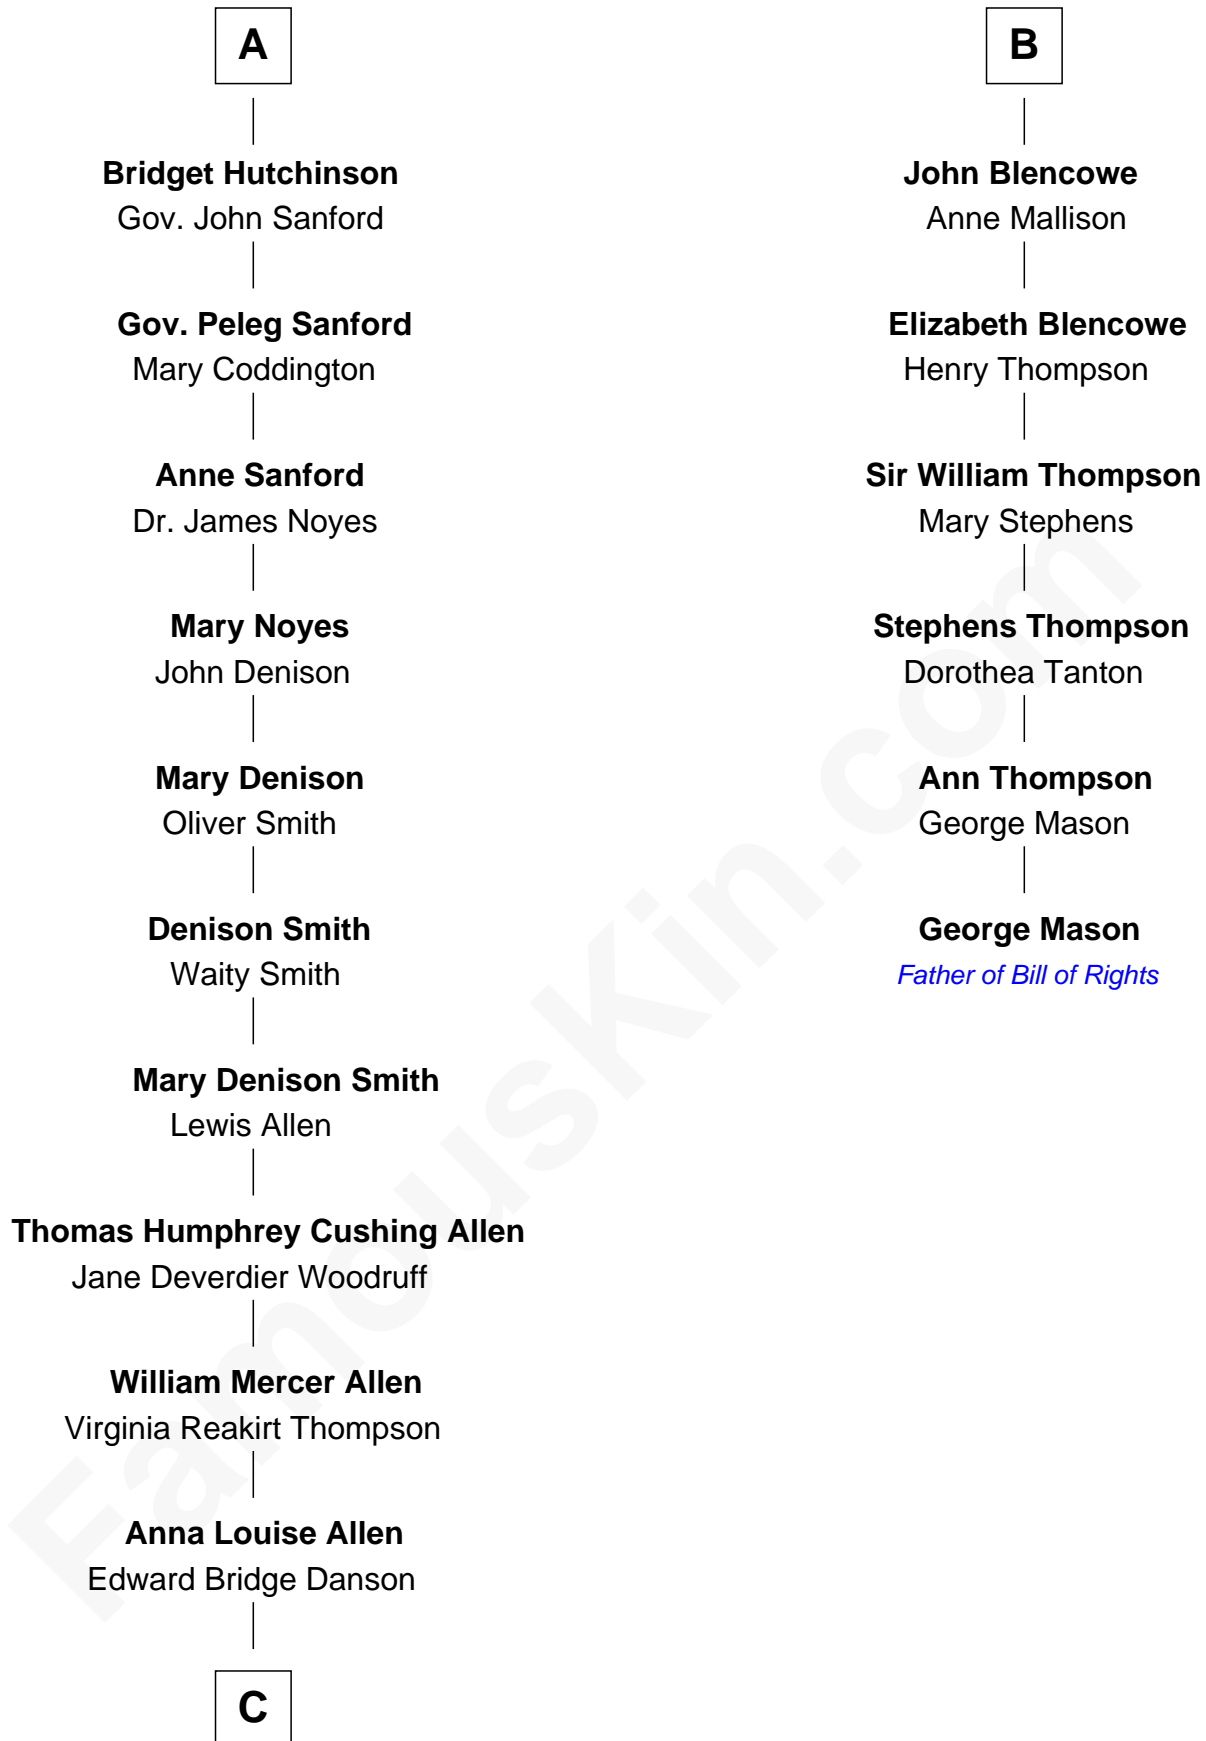 A
Bridget Hutchinson
Gov. John Sanford
Gov. Peleg Sanford
Mary Coddington
Anne Sanford
Dr. James Noyes
Mary Noyes
John Denison
Mary Denison
Oliver Smith
Denison Smith
Waity Smith
Mary Denison Smith
Lewis Allen
Thomas Humphrey Cushing Allen
Jane Deverdier Woodruff
William Mercer Allen
Virginia Reakirt Thompson
Anna Louise Allen
Edward Bridge Danson
C
B
John Blencowe
Anne Mallison
Elizabeth Blencowe
Henry Thompson
Sir William Thompson
Mary Stephens
Stephens Thompson
Dorothea Tanton
Ann Thompson
George Mason
George Mason
Father of Bill of Rights
FamousKin.com